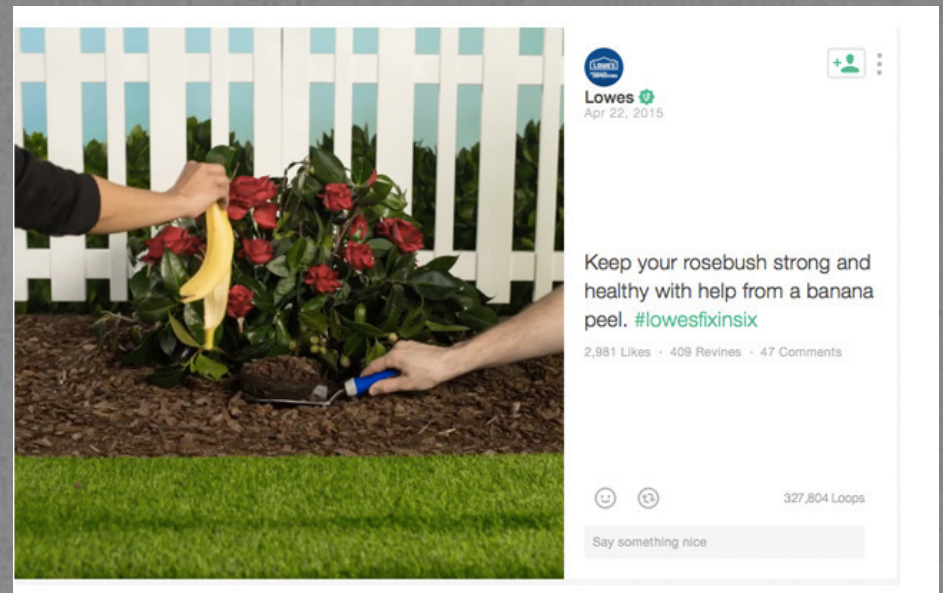 LOWE'S
Lowes
Apr 22, 2015
Keep your rosebush strong and
healthy with help from a banana
peel. #lowesfixinsix
2,981 Likes · 409 Revines · 47 Comments
327,804 Loops
Say something nice